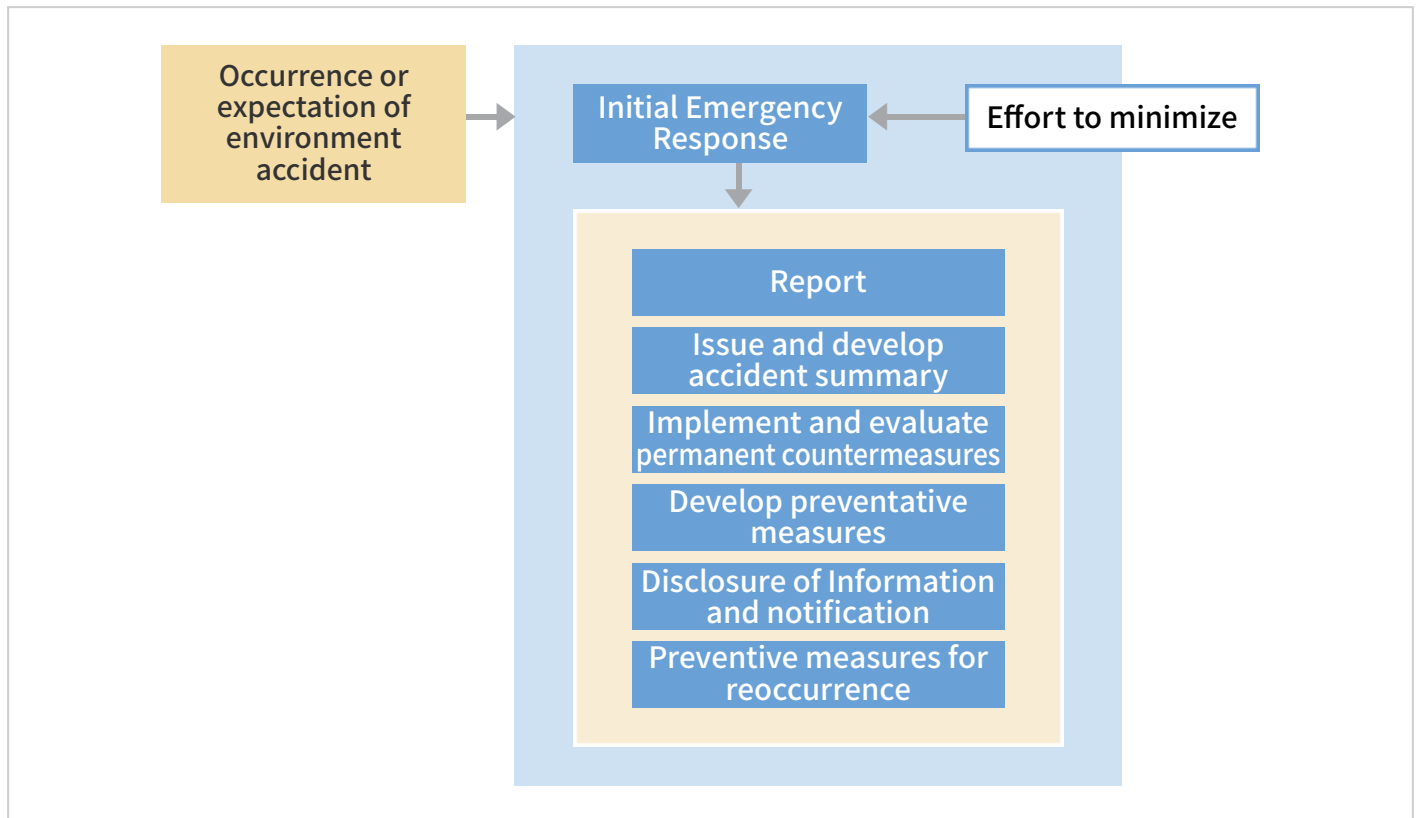 Occurrence or
expectation of
environment
accident
Initial Emergency
Response
Effort to minimize
Report
Issue and develop
accident summary
Implement and evaluate
permanent countermeasures
Develop preventative
measures
Disclosure of Information
and notification
Preventive measures for
reoccurrence